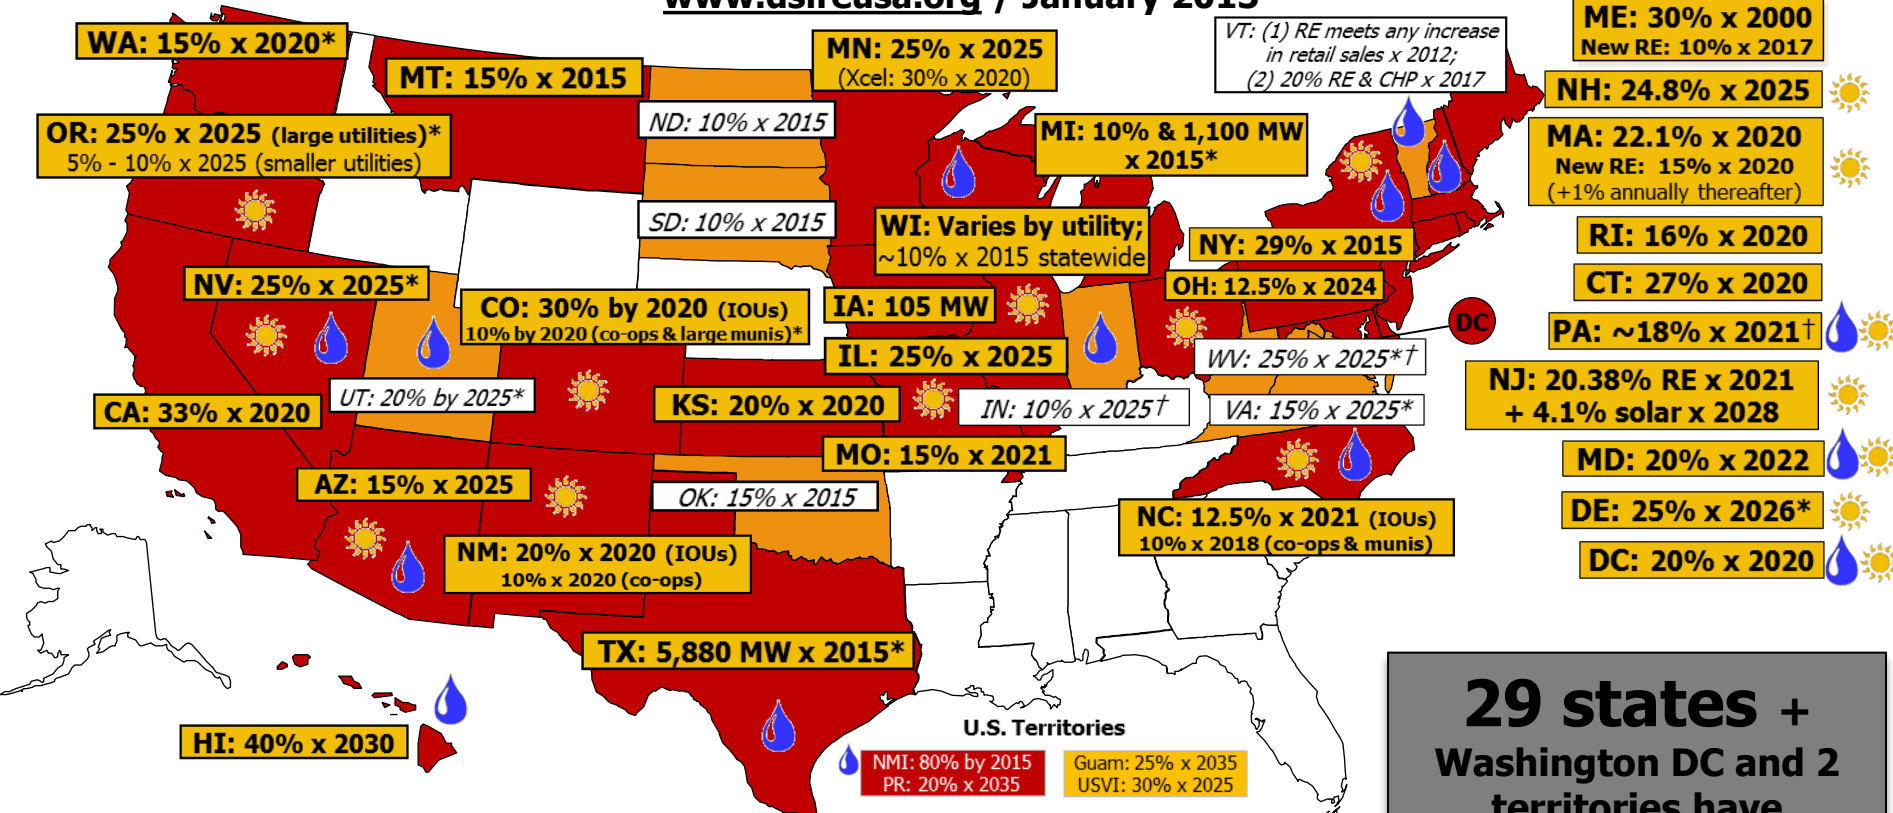 www.dsireusa.org / January 2013
WA: 15% x 2020*
MT: 15% x 2015
MN: 25% x 2025
(Xcel: 30% x 2020)
VT: (1) RE meets any increase
in retail sales x 2012;
(2) 20% RE & CHP x 2017
ME: 30% x 2000
New RE: 10% x 2017
NH: 24.8% x 2025
OR: 25% x 2025 (large utilities)*
5% - 10% x 2025 (smaller utilities)
ND: 10% x 2015
MI: 10% & 1,100 MW
x 2015*
MA: 22.1% x 2020
New RE: 15% x 2020
(+1% annually thereafter)
SD: 10% x 2015
WI: Varies by utility;
~10% x 2015 statewide
NY: 29% x 2015
RI: 16% x 2020
NV: 25% x 2025*
CO: 30% by 2020 (IOUs)
10% by 2020 (co-ops & large munis)*
IA: 105 MW
OH: 12.5% x 2024
CT: 27% x 2020
DC
PA: ~18% x 2021†
IL: 25% x 2025
WV: 25% x 2025*†
UT: 20% by 2025*
CA: 33% x 2020
KS: 20% x 2020
IN: 10% x 2025†
VA: 15% x 2025*
NJ: 20.38% RE x 2021
+ 4.1% solar x 2028
MO: 15% x 2021
MD: 20% x 2022
AZ: 15% x 2025
OK: 15% x 2015
NC: 12.5% x 2021 (IOUs)
10% x 2018 (co-ops & munis)
DE: 25% x 2026*
NM: 20% x 2020 (IOUs)
10% x 2020 (co-ops)
DC: 20% x 2020
TX: 5,880 MW x 2015*
HI: 40% x 2030
U.S. Territories
NMI: 80% by 2015
PR: 20% x 2035
Guam: 25% x 2035
USVI: 30% x 2025
29 states +
Washington DC and 2
territories have